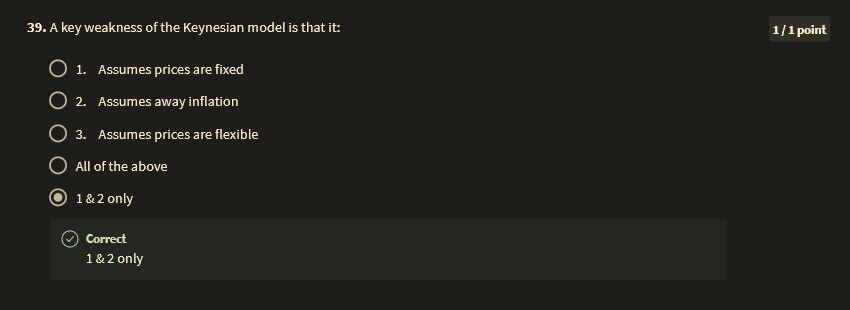 39. A key weakness of the Keynesian model is that it:
1 / 1 point
1. Assumes prices are fixed
2. Assumes away inflation
3. Assumes prices are flexible
All of the above
1 & 2 only
Correct
1 & 2 only